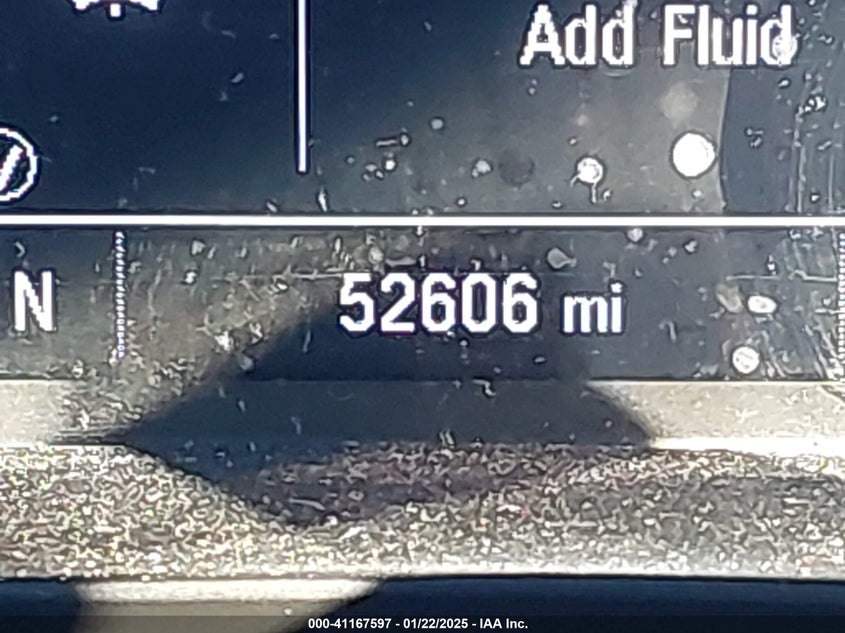 Add Fluid
N
52606 mi
000-41167597 - 01/22/2025 - IAA Inc.